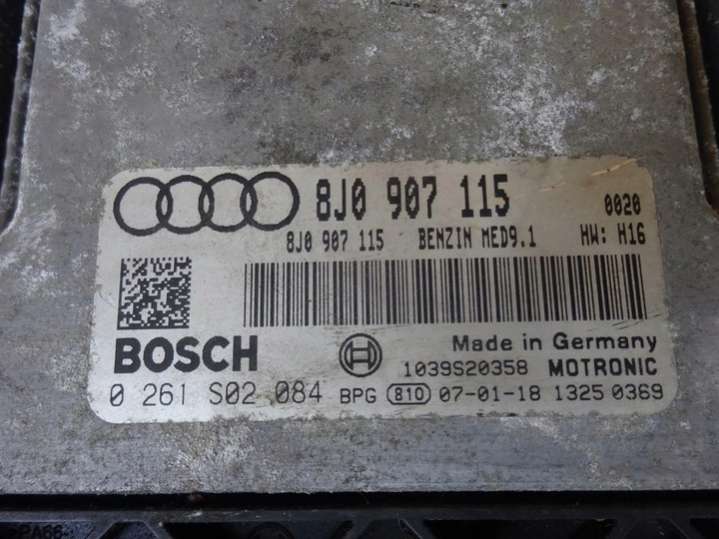 8J0 907 115 0020
8J0 907 115 BENZIN MED9.1 HW: H16
BOSCH Made in Germany
1039S20358 MOTRONIC
0 261 S02 084 BPG 810 07-01-18 1325 0369
PA66-